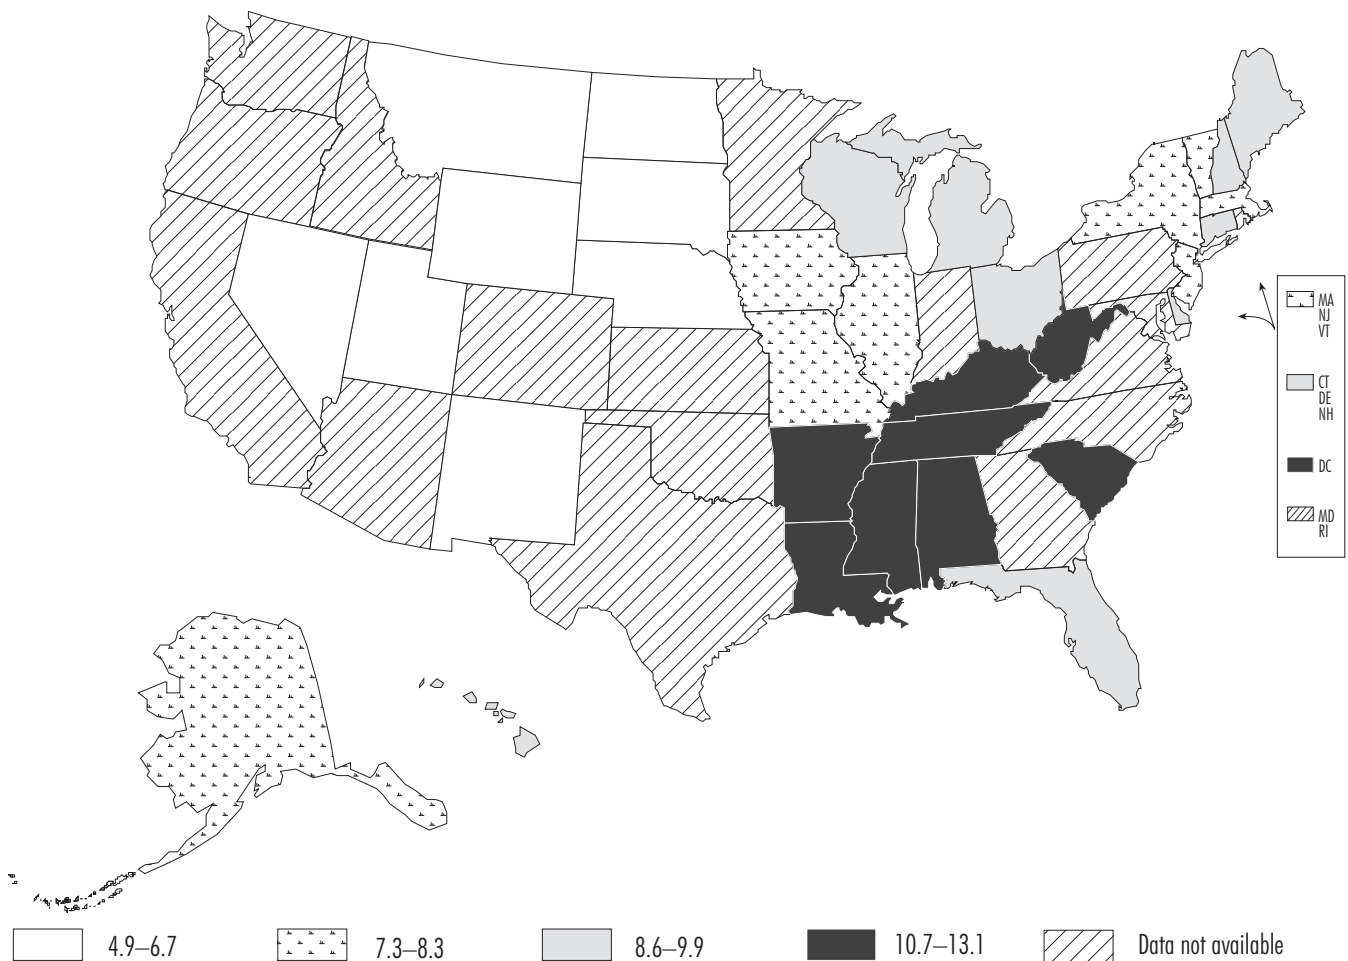 MA
NJ
VT
CT
DE
NH
DC
MD
RI
4.9–6.7
7.3–8.3
8.6–9.9
10.7–13.1
Data not available